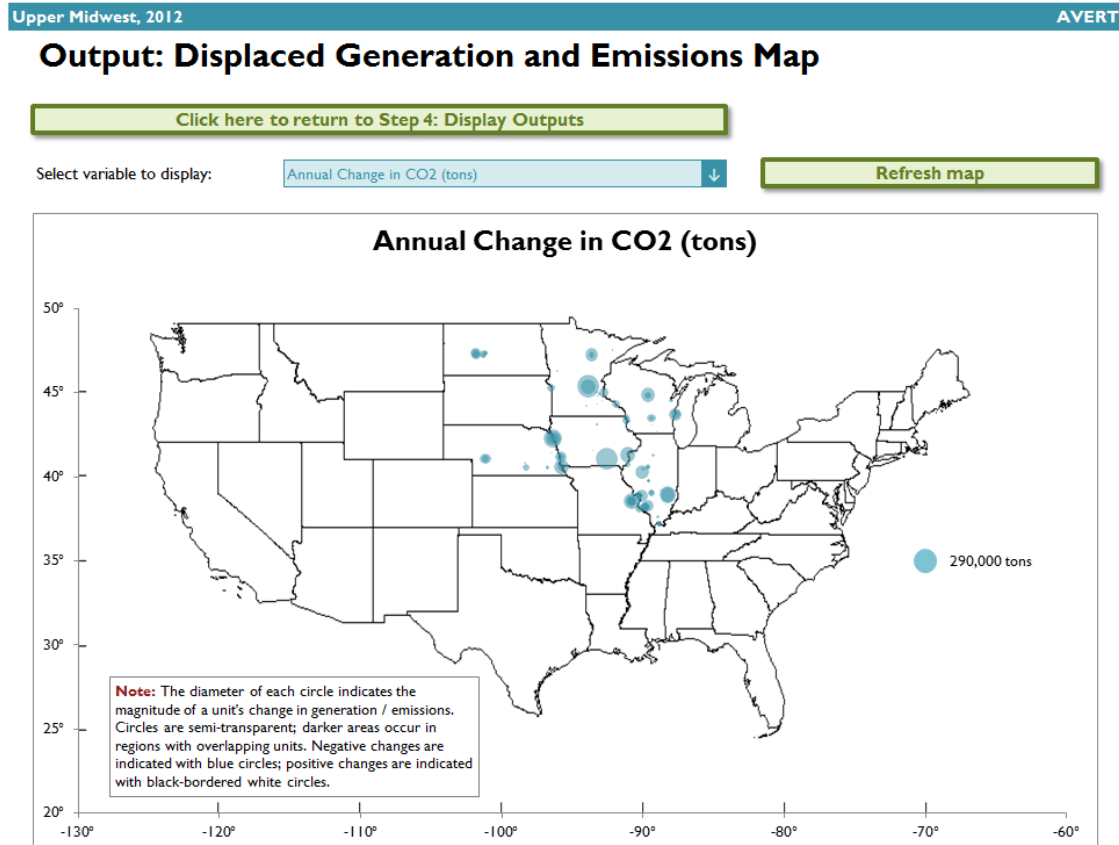 Upper Midwest, 2012 AVERT
Output: Displaced Generation and Emissions Map
Click here to return to Step 4: Display Outputs
Select variable to display: Annual Change in CO2 (tons) Refresh map
Annual Change in CO2 (tons)
50°
45°
40°
35°
290,000 tons
30°
Note: The diameter of each circle indicates the
magnitude of a unit's change in generation / emissions.
Circles are semi-transparent; darker areas occur in
regions with overlapping units. Negative changes are
indicated with blue circles; positive changes are indicated
with black-bordered white circles.
25°
20°
-130° -120° -110° -100° -90° -80° -70° -60°